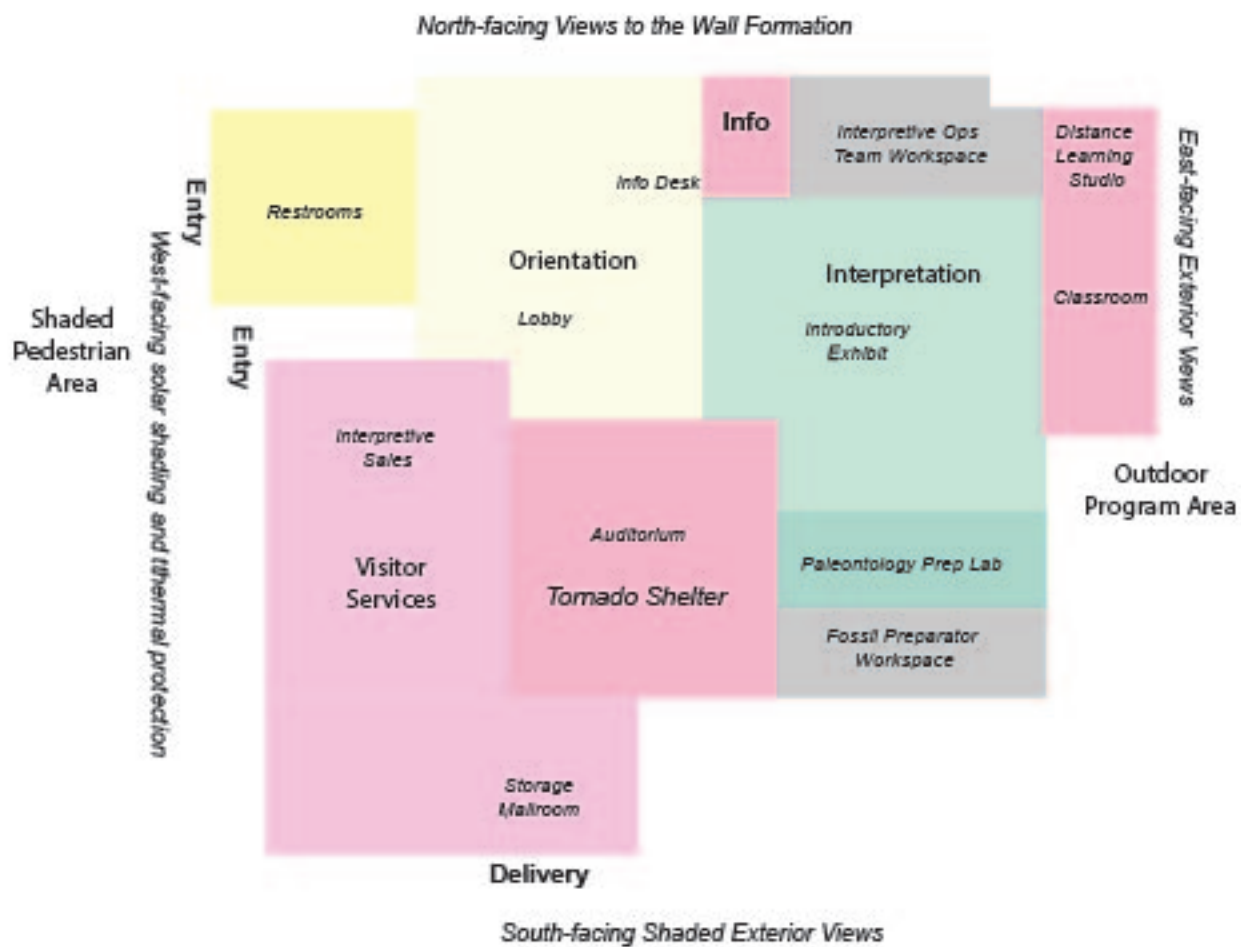 North-facing Views to the Wall Formation
Info
Interpretive Ops
Team Workspace
Distance
Learning
Studio
Info Desk
Entry
Restrooms
East-facing Exterior Views
Orientation
Interpretation
Classroom
Lobby
Introductory
Exhibit
Shaded
Pedestrian
Area
Entry
West-facing solar shading and tthermal protection
Interpretive
Sales
Outdoor
Program Area
Auditorium
Visitor
Services
Tornado Shelter
Paleontology Prep Lab
Fossil Preparator
Workspace
Storage
Mailroom
Delivery
South-facing Shaded Exterior Views